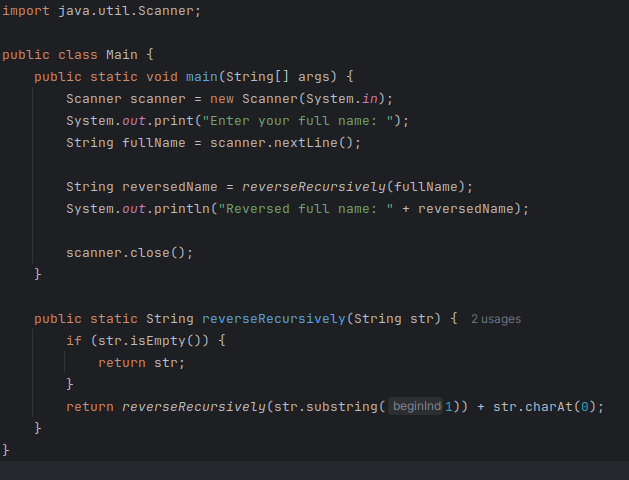 import java.util.Scanner;
public class Main {
public static void main(String[] args) {
Scanner scanner = new Scanner(System.in);
System.out.print("Enter your full name: ");
String fullName = scanner.nextLine();
String reversedName = reverseRecursively(fullName);
System.out.println("Reversed full name: " + reversedName);
scanner.close();
}
public static String reverseRecursively(String str) { 2 usages
if (str.isEmpty()) {
return str;
}
return reverseRecursively(str.substring( beginInd 1)) + str.charAt(0);
}
}